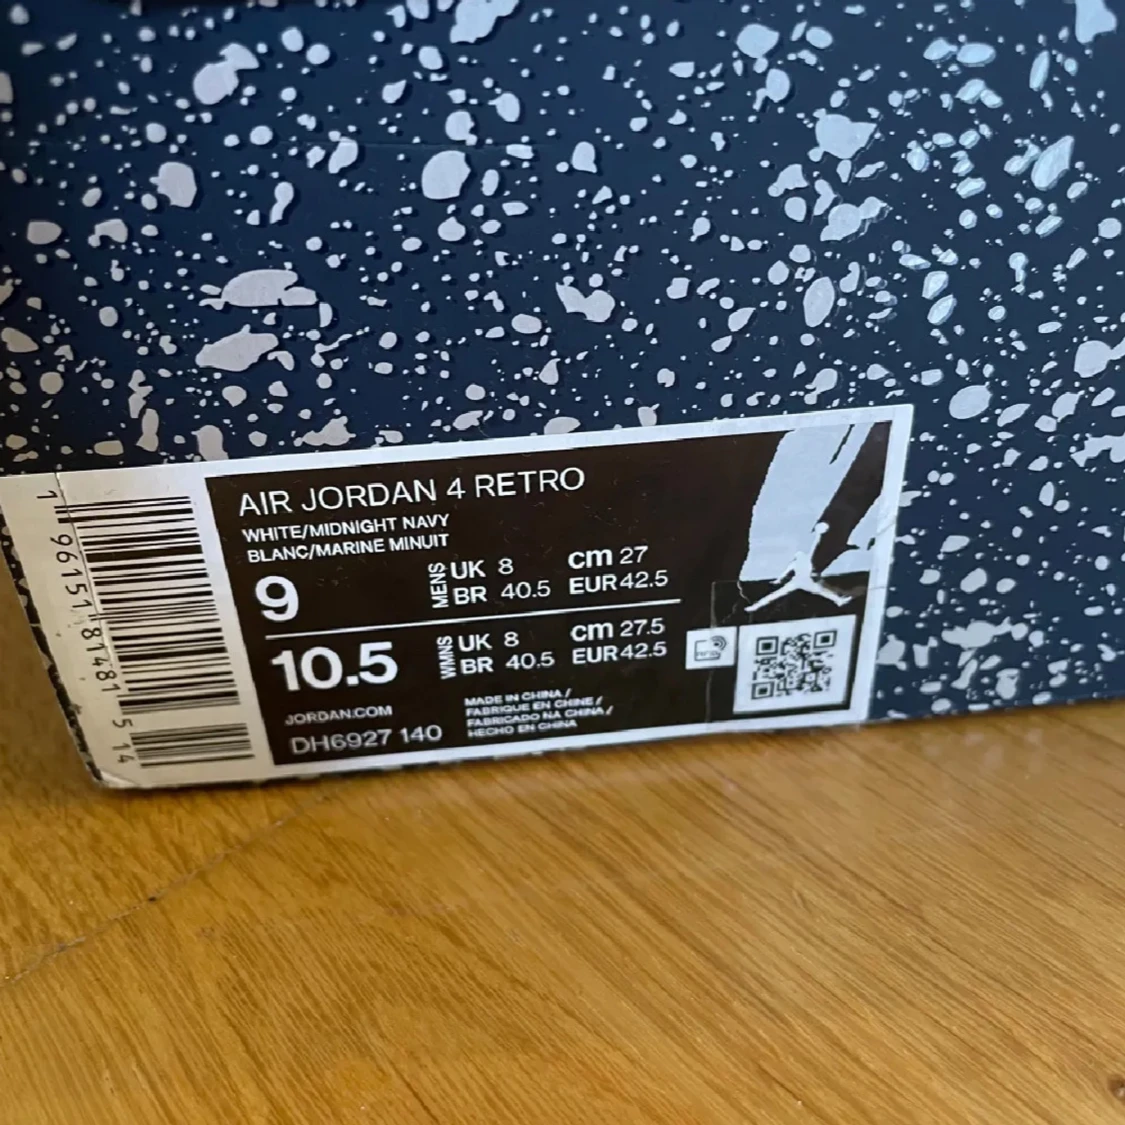 AIR JORDAN 4 RETRO
WHITE/MIDNIGHT NAVY
BLANC/MARINE MINUIT
9
MENS
UK 8 cm 27
BR 40.5 EUR 42.5
10.5
WMNS
UK 8 cm 27.5
BR 40.5 EUR 42.5
JORDAN.COM
DH6927 140
MADE IN CHINA /
FABRIQUE EN CHINE /
FABRICADO NA CHINA /
HECHO EN CHINA
1 96151 81481 5 14